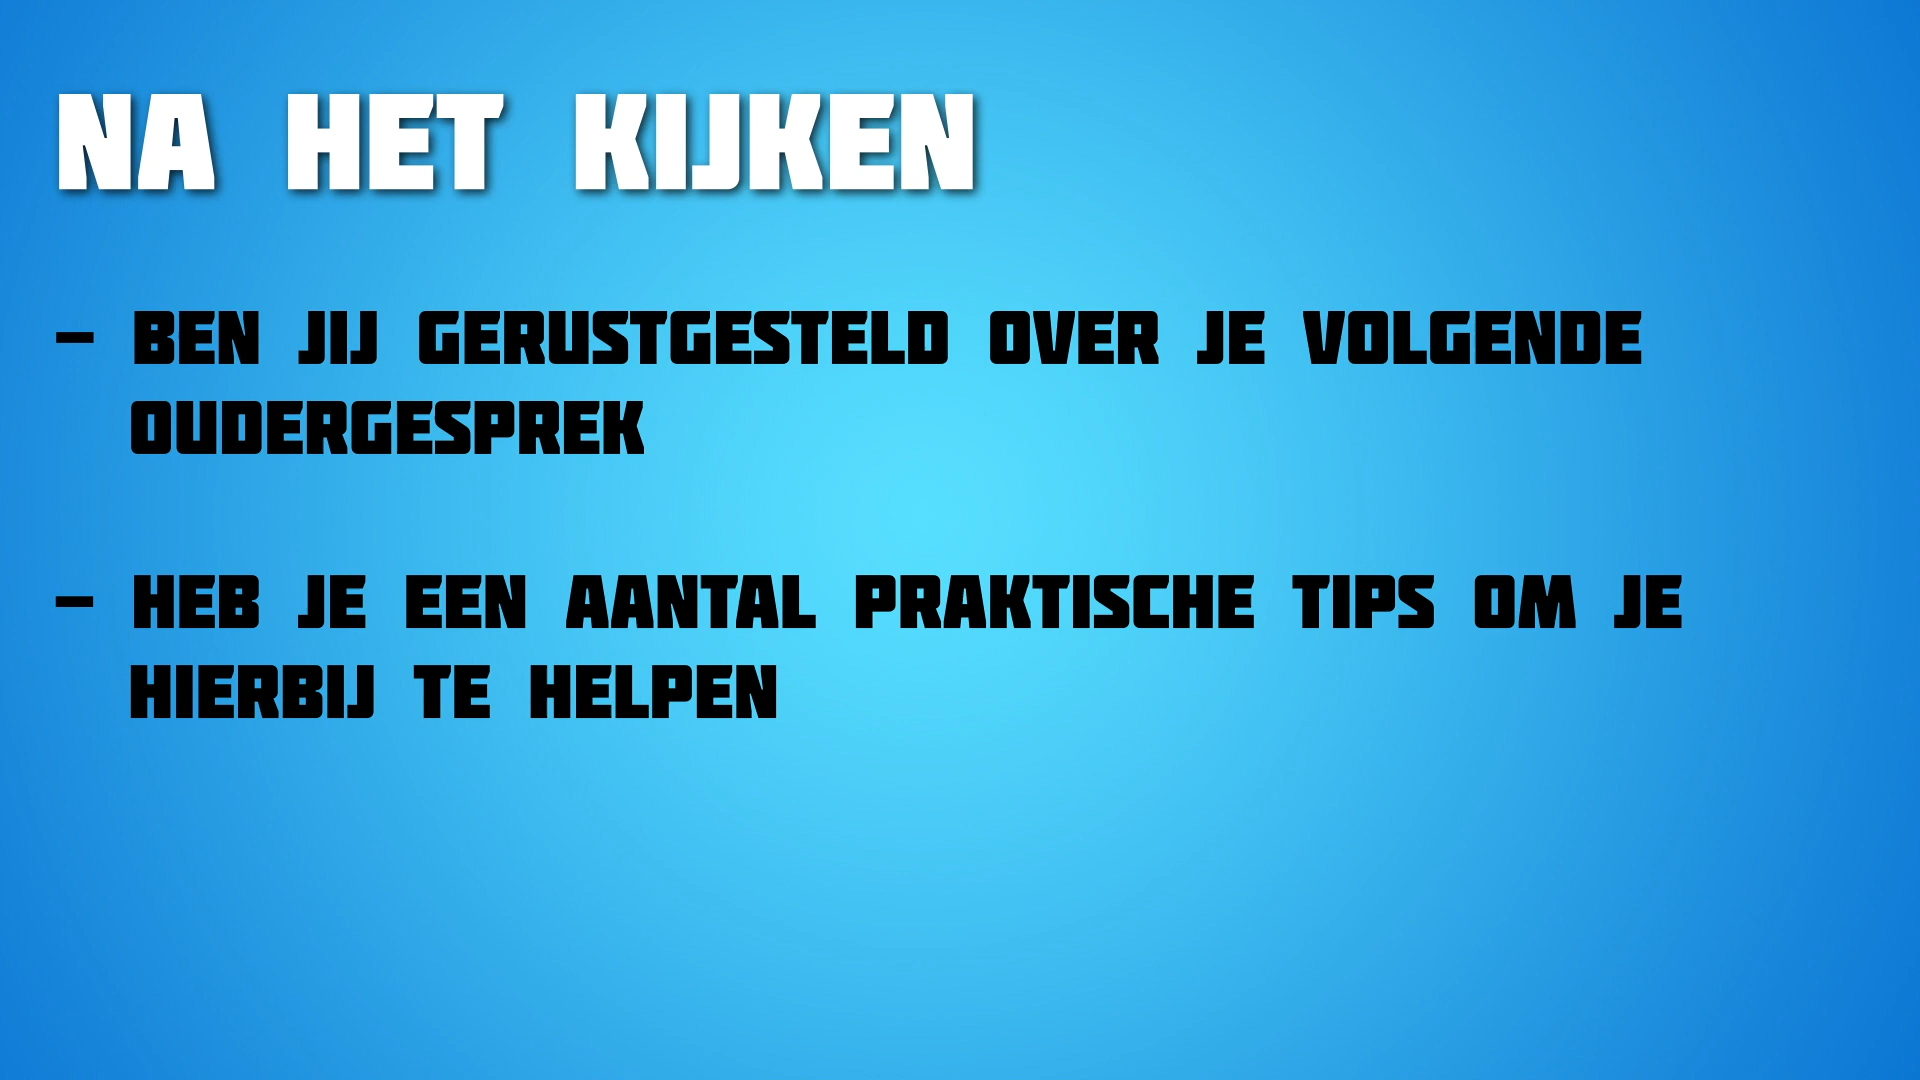 NA HET KIJKEN
- BEN JIJ GERUSTGESTELD OVER JE VOLGENDE
OUDERGESPREK
- HEB JE EEN AANTAL PRAKTISCHE TIPS OM JE
HIERBIJ TE HELPEN